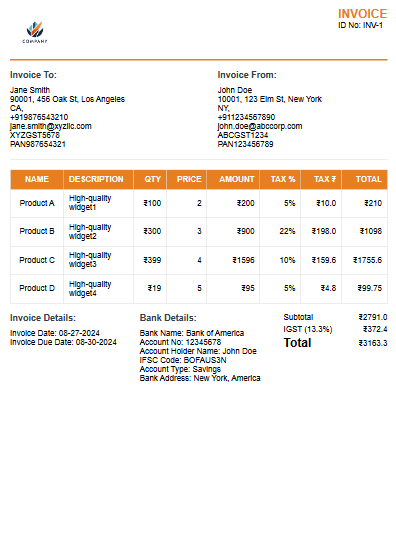 INVOICE
ID No: INV-1
COMPANY
Invoice To:
Jane Smith
90001, 456 Oak St, Los Angeles
CA,
+919876543210
jane.smith@xyzllc.com
XYZGST5678
PAN987654321
Invoice From:
John Doe
10001, 123 Elm St, New York
NY,
+911234567890
john.doe@abccorp.com
ABCGST1234
PAN123456789
NAME DESCRIPTION QTY PRICE AMOUNT TAX % TAX ₹ TOTAL
Product A High-quality widget1 ₹100 2 ₹200 5% ₹10.0 ₹210
Product B High-quality widget2 ₹300 3 ₹900 22% ₹198.0 ₹1098
Product C High-quality widget3 ₹399 4 ₹1596 10% ₹159.6 ₹1755.6
Product D High-quality widget4 ₹19 5 ₹95 5% ₹4.8 ₹99.75
Invoice Details:
Invoice Date: 08-27-2024
Invoice Due Date: 08-30-2024
Bank Details:
Bank Name: Bank of America
Account No: 12345678
Account Holder Name: John Doe
IFSC Code: BOFAUS3N
Account Type: Savings
Bank Address: New York, America
Subtotal ₹2791.0
IGST (13.3%) ₹372.4
Total ₹3163.3